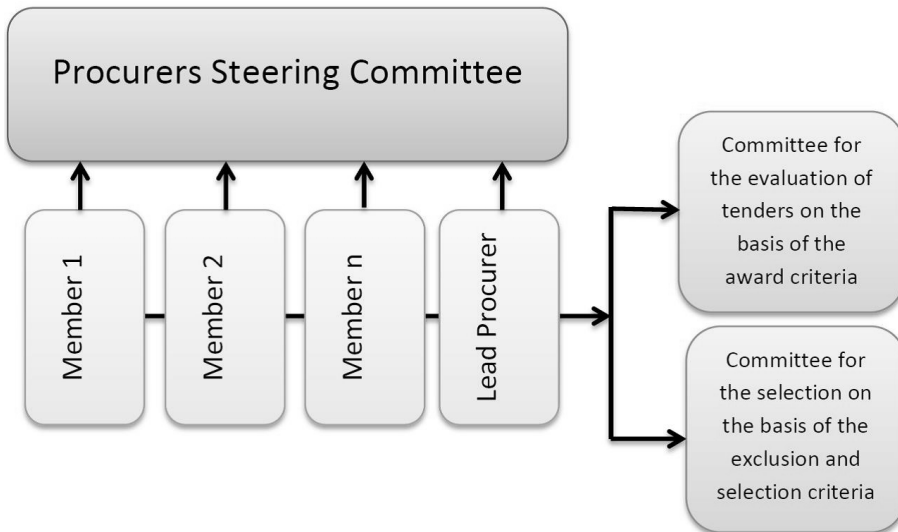 Procurers Steering Committee
Member 1
Member 2
Member n
Lead Procurer
Committee for
the evaluation of
tenders on the
basis of the
award criteria
Committee for
the selection on
the basis of the
exclusion and
selection criteria